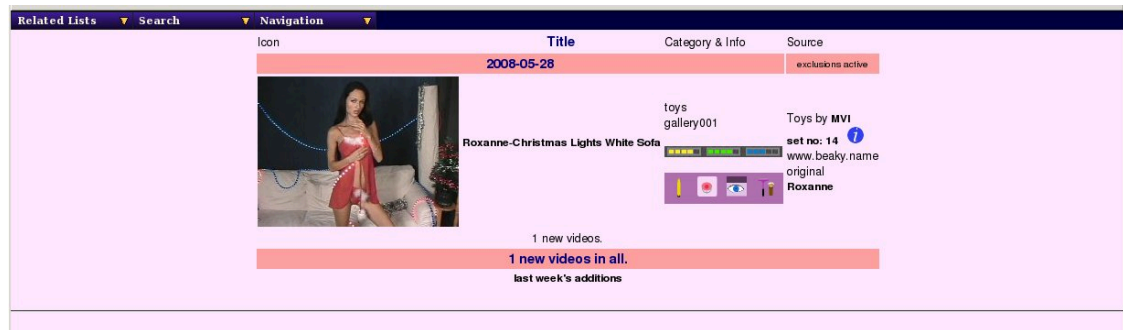 Related Lists
Search
Navigation
Icon
Title
Category & Info
Source
2008-05-28
exclusions active
Roxanne-Christmas Lights White Sofa
toys
gallery001
Toys by MVI
set no: 14
i
www.beaky.name
original
Roxanne
1 new videos.
1 new videos in all.
last week's additions